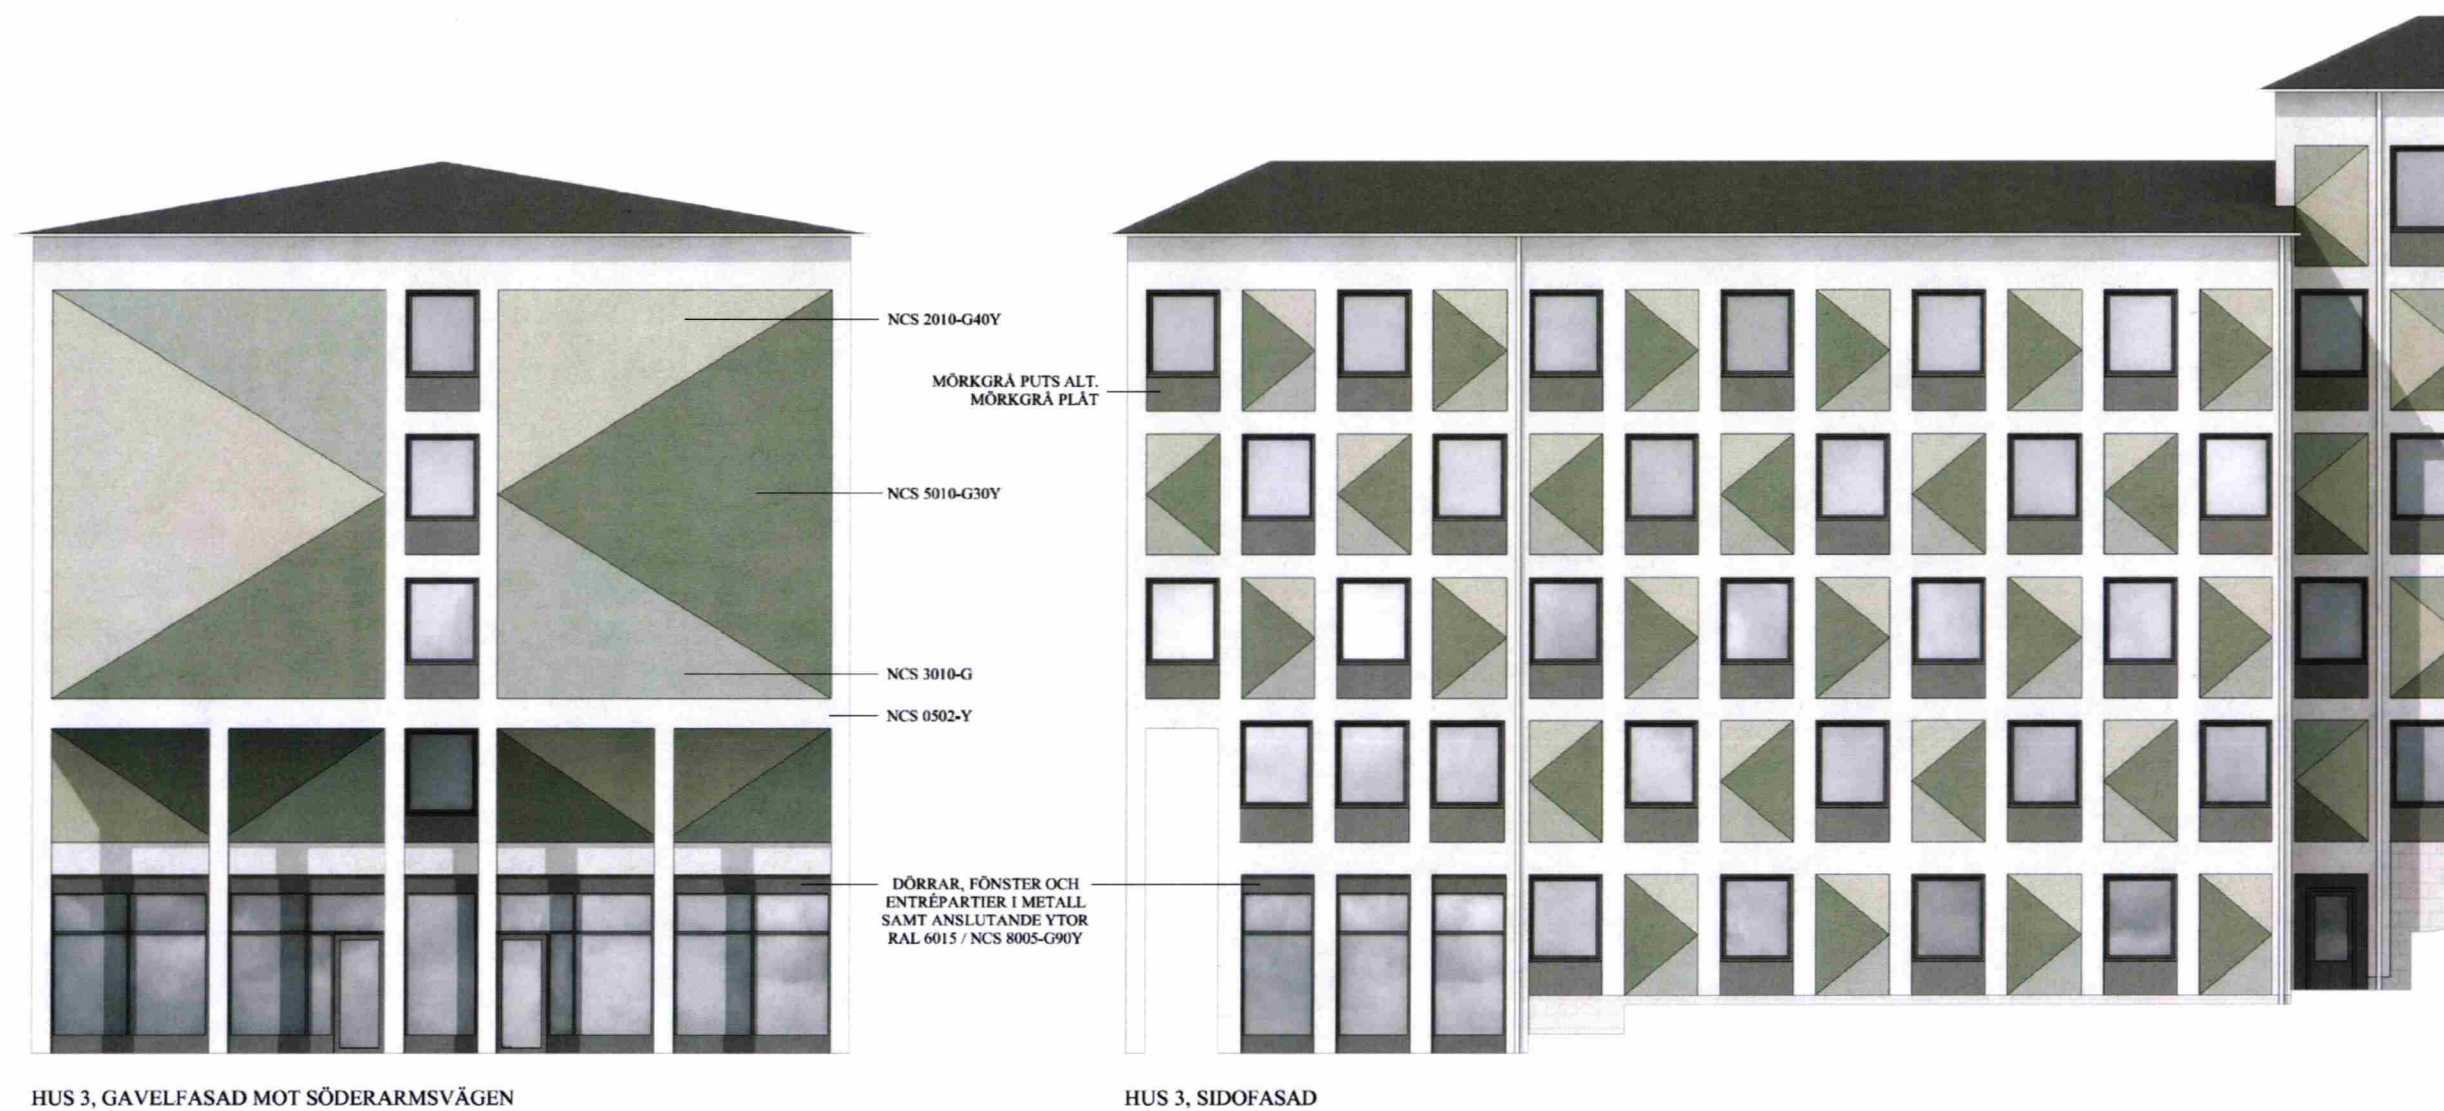 NCS 2010-G40Y
MÖRKGRÅ PUTS ALT.
MÖRKGRÅ PLÅT
NCS 5010-G30Y
NCS 3010-G
NCS 0502-Y
DÖRRAR, FÖNSTER OCH
ENTRÉPARTIER I METALL
SAMT ANSLUTANDE YTOR
RAL 6015 / NCS 8005-G90Y
HUS 3, GAVELFASAD MOT SÖDERARMSVÄGEN
HUS 3, SIDOFASAD